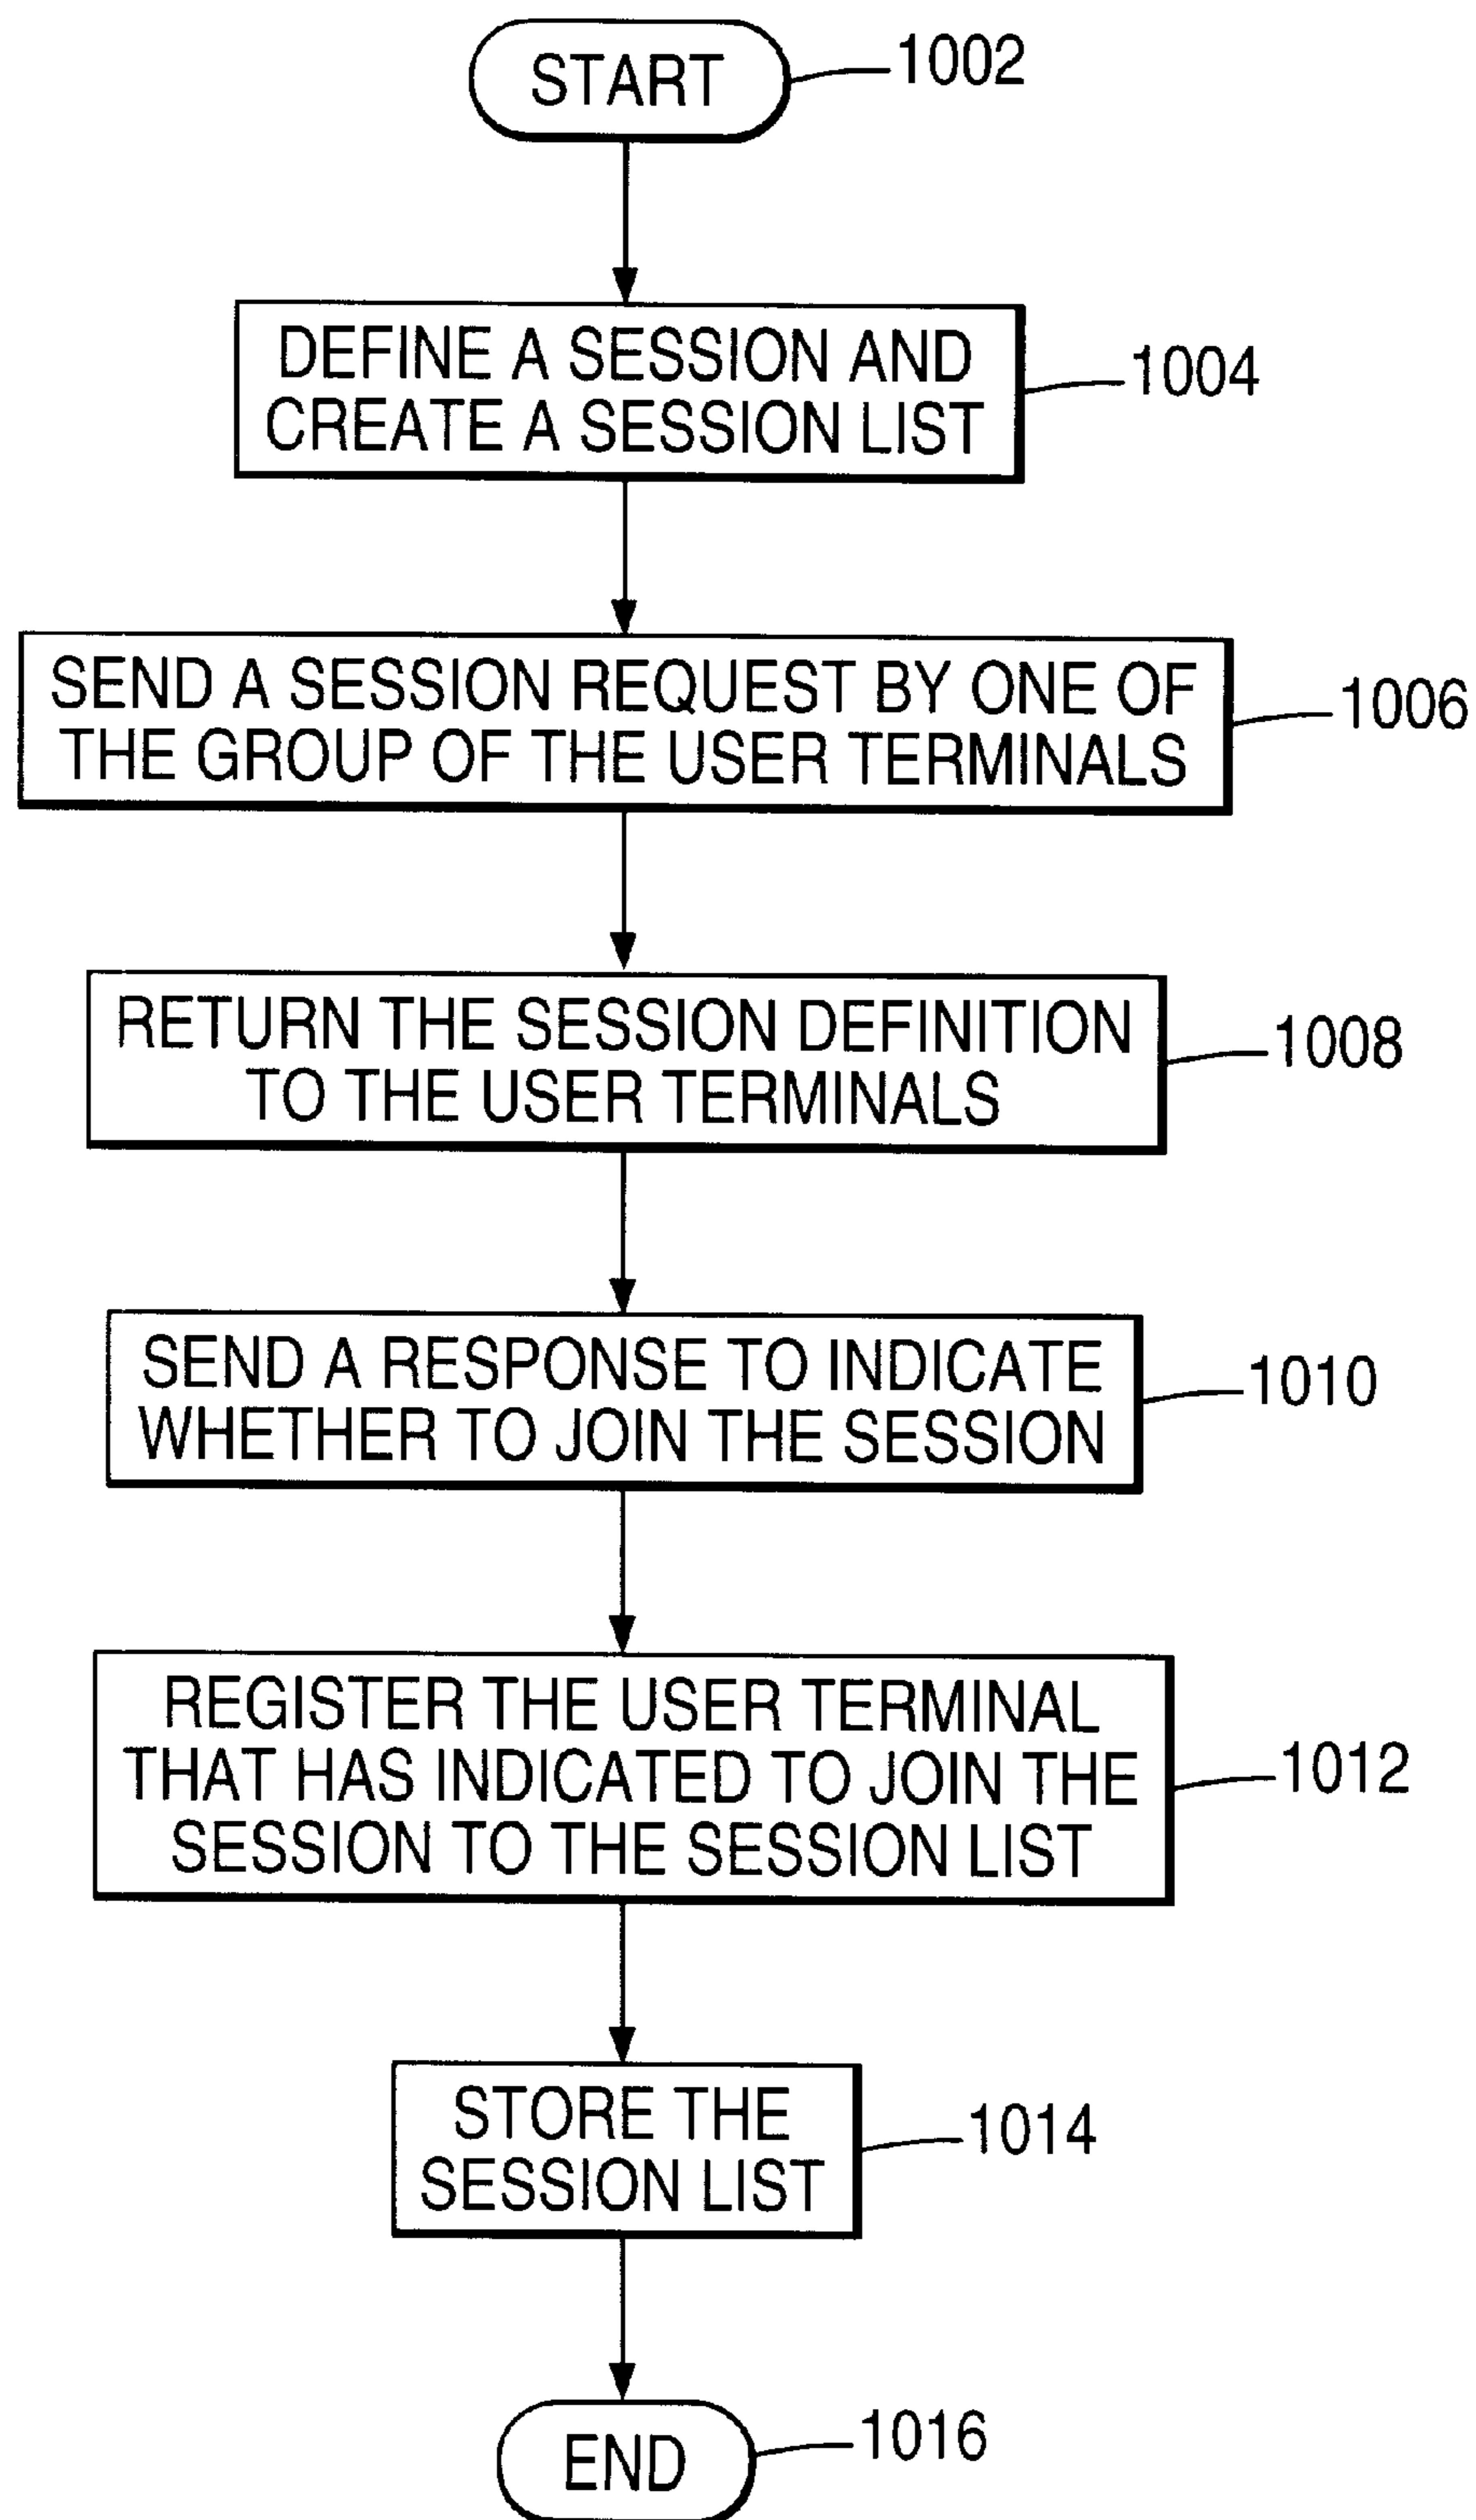 START
1002
DEFINE A SESSION AND
CREATE A SESSION LIST
1004
SEND A SESSION REQUEST BY ONE OF
THE GROUP OF THE USER TERMINALS
1006
RETURN THE SESSION DEFINITION
TO THE USER TERMINALS
1008
SEND A RESPONSE TO INDICATE
WHETHER TO JOIN THE SESSION
1010
REGISTER THE USER TERMINAL
THAT HAS INDICATED TO JOIN THE
SESSION TO THE SESSION LIST
1012
STORE THE
SESSION LIST
1014
END
1016